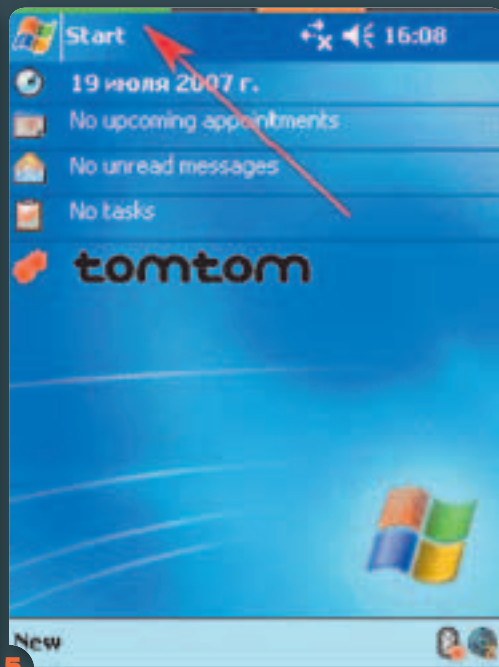 Start 16:08
19 июля 2007 г.
No upcoming appointments
No unread messages
No tasks
tomtom
New
5